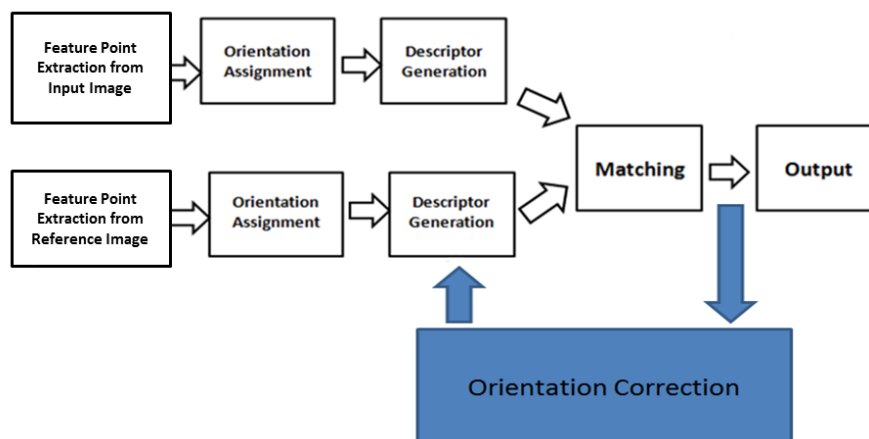 Feature Point
Extraction from
Input Image
Orientation
Assignment
Descriptor
Generation
Matching
Output
Feature Point
Extraction from
Reference Image
Orientation
Assignment
Descriptor
Generation
Orientation Correction